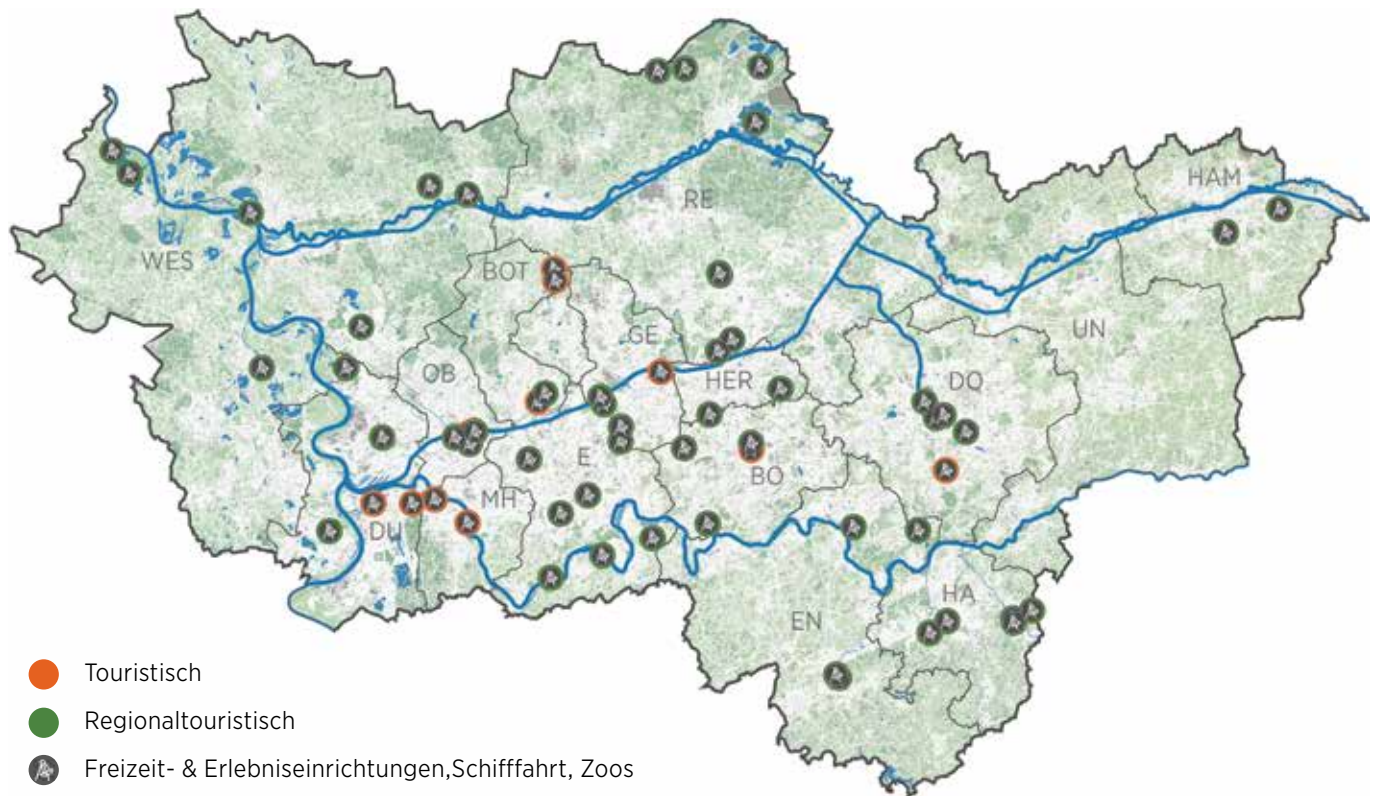 HAM
RE
WES
BOT
UN
GE
OB
HER
DO
E
BO
MH
DU
HA
EN
Touristisch
Regionaltouristisch
Freizeit- & Erlebniseinrichtungen,Schifffahrt, Zoos